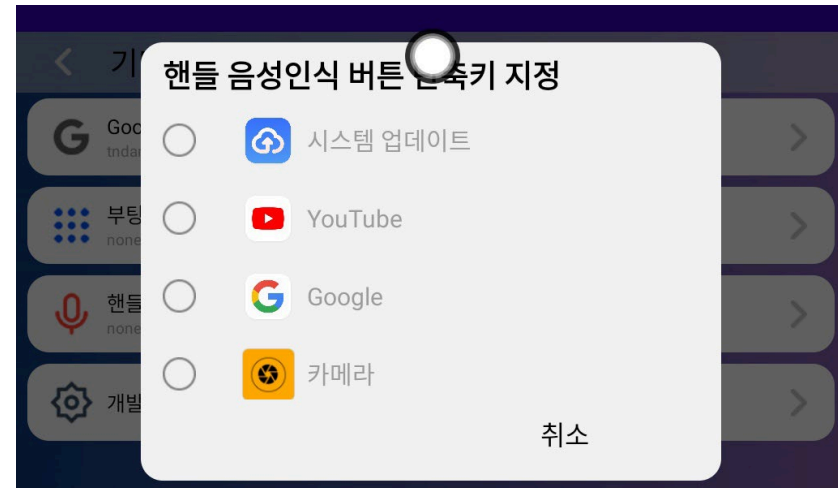 기
핸들 음성인식 버튼 단축키 지정
Goo
tndar
시스템 업데이트
부팅
none
YouTube
핸들
none
Google
개발
카메라
취소